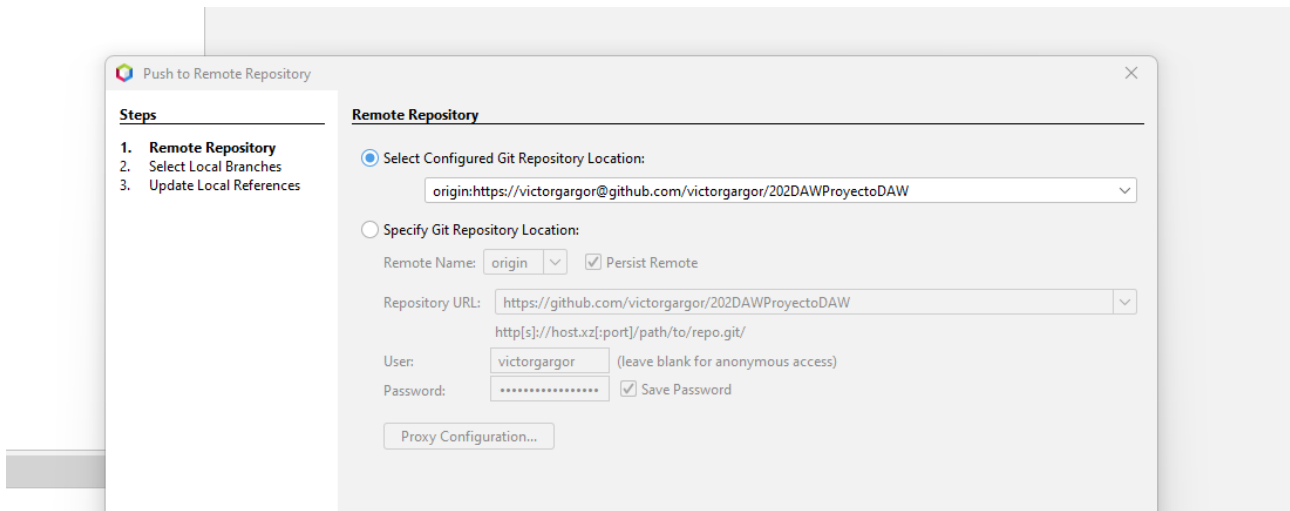 Push to Remote Repository
Steps
1. Remote Repository
2. Select Local Branches
3. Update Local References
Remote Repository
Select Configured Git Repository Location:
origin:https://victorgargor@github.com/victorgargor/202DAWProyectoDAW
Specify Git Repository Location:
Remote Name: origin Persist Remote
Repository URL: https://github.com/victorgargor/202DAWProyectoDAW
http[s]://host.xz[:port]/path/to/repo.git/
User: victorgargor (leave blank for anonymous access)
Password: ••••••••••••••••• Save Password
Proxy Configuration...